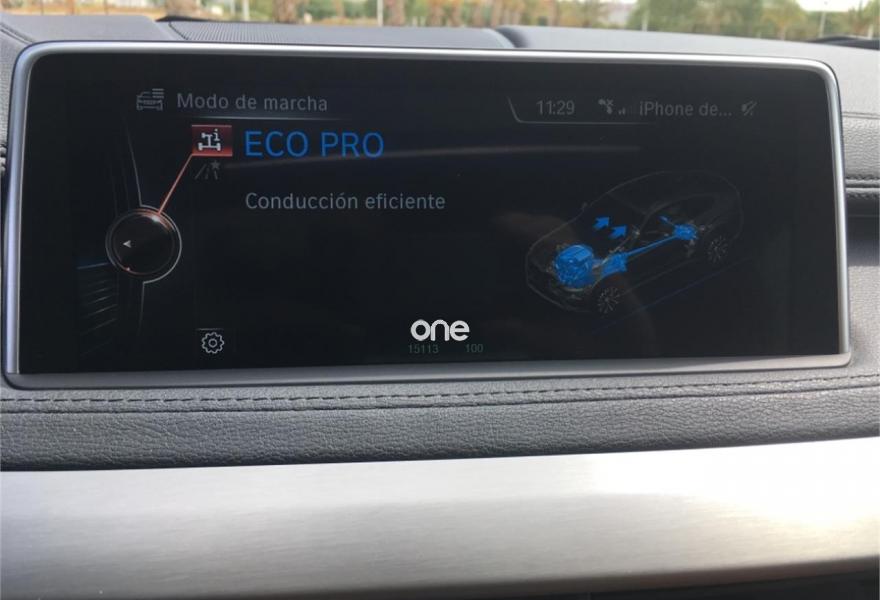 Modo de marcha
11:29 iPhone de...
ECO PRO
Conducción eficiente
one
15113 100